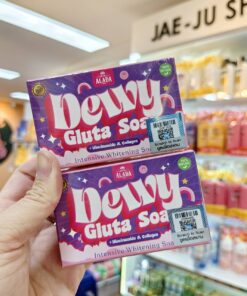 JAE-JU SH
ALADA
Dewy
Gluta Soa
+ Niacinamide & Collagen
Intensive Whitening Soa
ALADA
Dewy
Gluta Soa
+ Niacinamide & Collagen
Intensive Whitening Soa